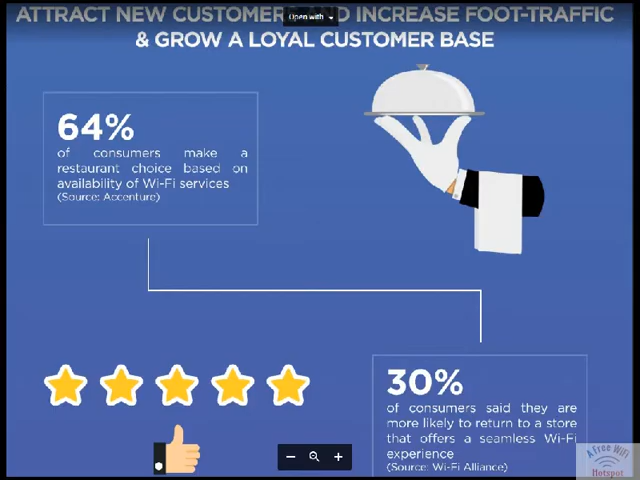 ATTRACT NEW CUSTOMER ND INCREASE FOOT-TRAFFIC
Open with
& GROW A LOYAL CUSTOMER BASE
64%
of consumers make a
restaurant choice based on
availability of Wi-Fi services
(Source: Accenture)
30%
of consumers said they are
more likely to return to a store
that offers a seamless Wi-Fi
experience
(Source: Wi-Fi Alliance)
A Free WiFi
Hotspot